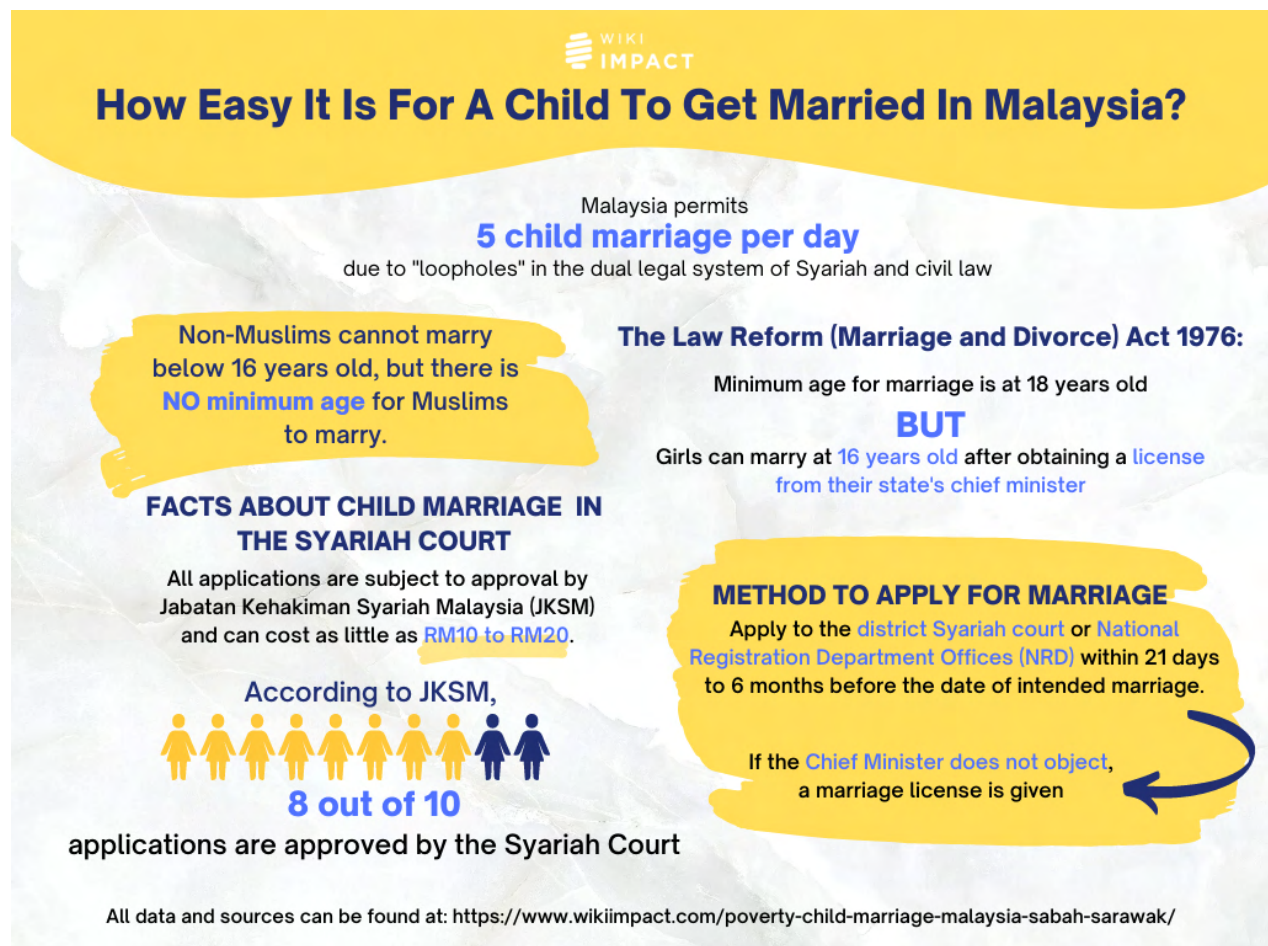 WIKI
IMPACT
How Easy It Is For A Child To Get Married In Malaysia?
Malaysia permits
5 child marriage per day
due to "loopholes" in the dual legal system of Syariah and civil law
Non-Muslims cannot marry
below 16 years old, but there is
NO minimum age for Muslims
to marry.
FACTS ABOUT CHILD MARRIAGE IN
THE SYARIAH COURT
All applications are subject to approval by
Jabatan Kehakiman Syariah Malaysia (JKSM)
and can cost as little as RM10 to RM20.
According to JKSM,
8 out of 10
applications are approved by the Syariah Court
The Law Reform (Marriage and Divorce) Act 1976:
Minimum age for marriage is at 18 years old
BUT
Girls can marry at 16 years old after obtaining a license
from their state's chief minister
METHOD TO APPLY FOR MARRIAGE
Apply to the district Syariah court or National
Registration Department Offices (NRD) within 21 days
to 6 months before the date of intended marriage.
If the Chief Minister does not object,
a marriage license is given
All data and sources can be found at: https://www.wikiimpact.com/poverty-child-marriage-malaysia-sabah-sarawak/